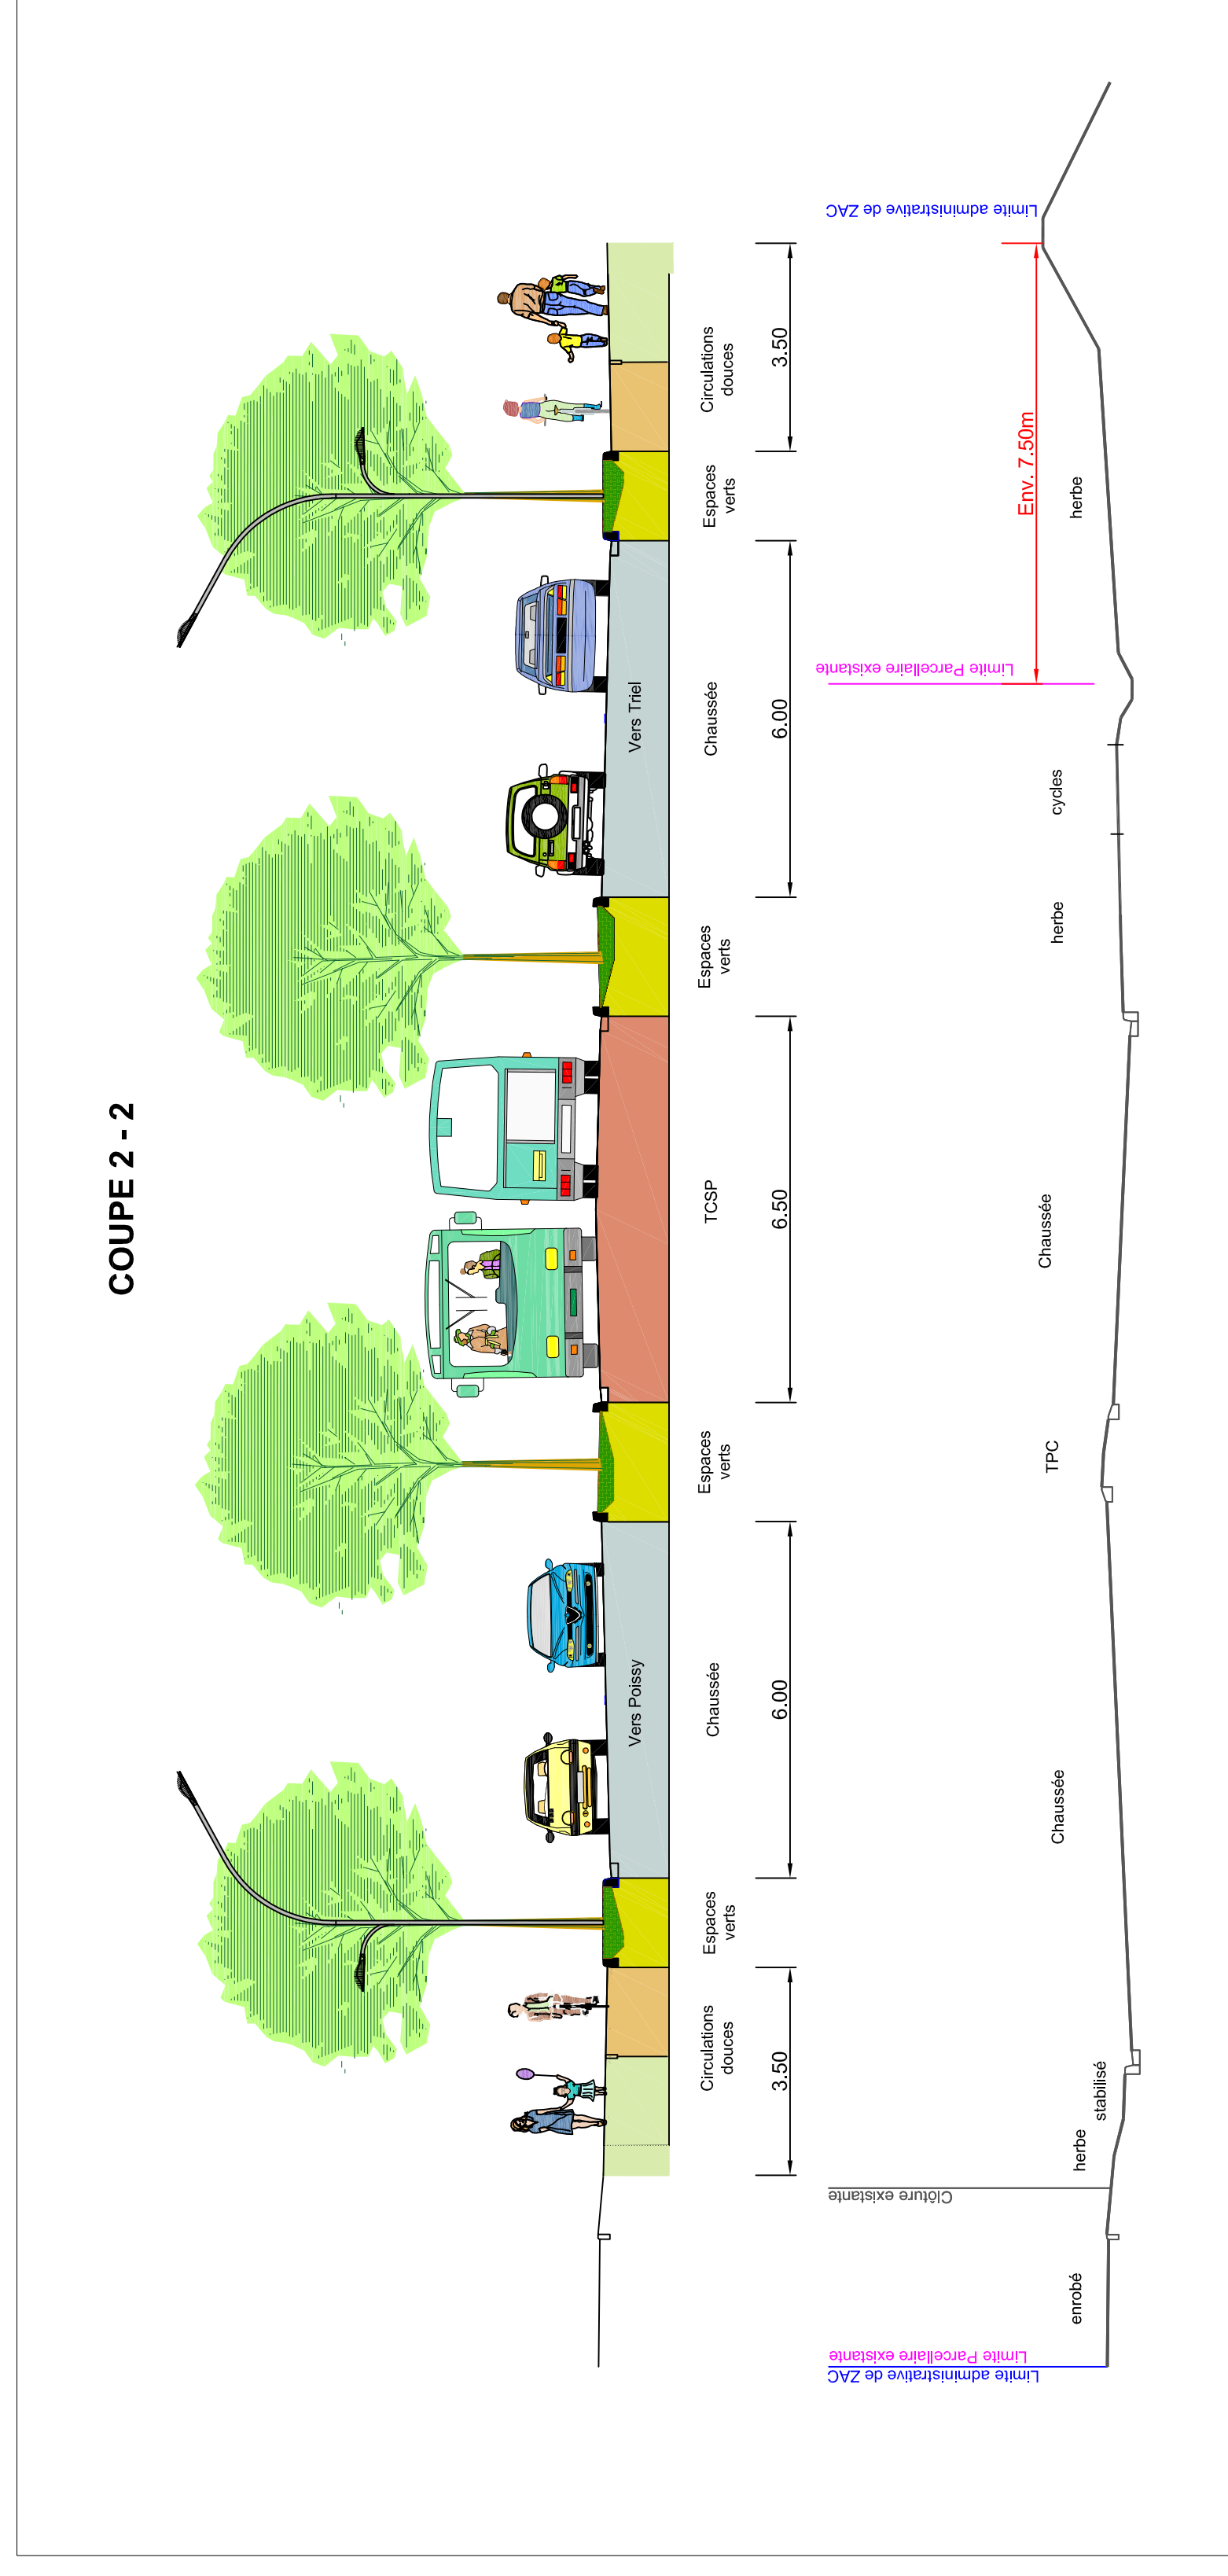 COUPE 2 - 2
Vers Poissy
Vers Triel
Circulations
douces
Espaces
verts
Chaussée
Espaces
verts
TCSP
Espaces
verts
Chaussée
Espaces
verts
Circulations
douces
3.50
6.00
6.50
6.00
3.50
Limite administrative de ZAC
Limite Parcellaire existante
Clôture existante
Limite Parcellaire existante
Limite administrative de ZAC
Env. 7.50m
enrobé
herbe
stabilisé
Chaussée
TPC
Chaussée
herbe
cycles
herbe